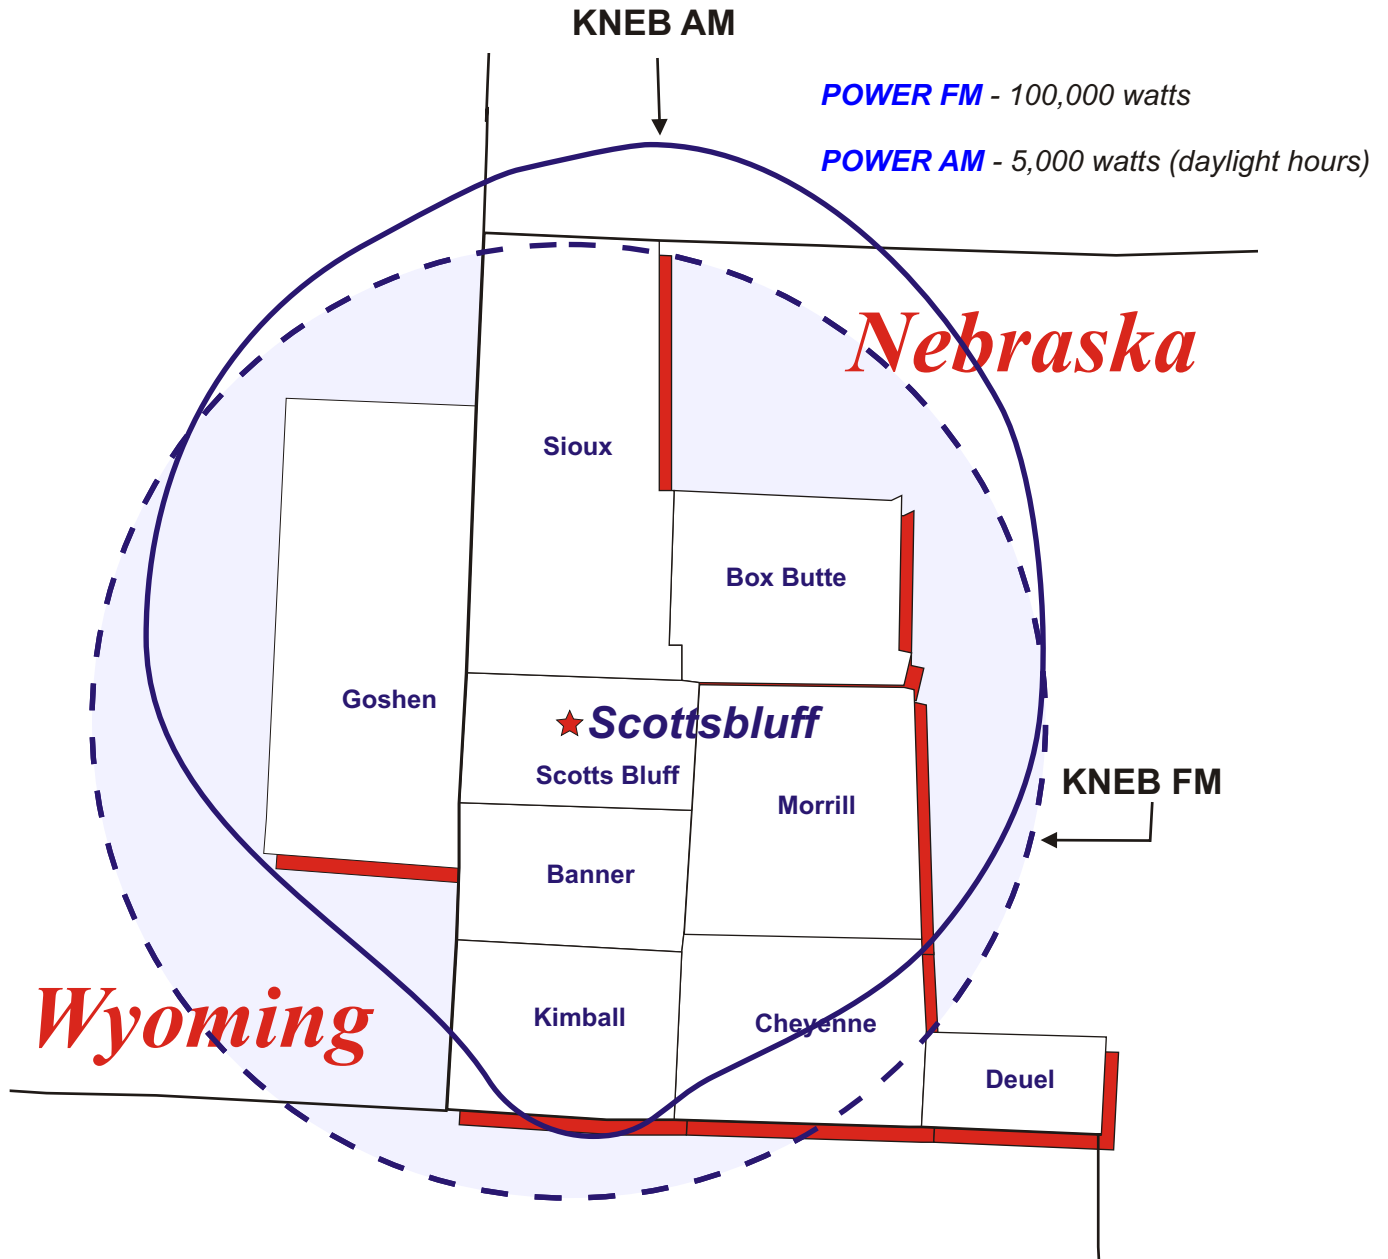 KNEB AM
POWER FM - 100,000 watts
POWER AM - 5,000 watts (daylight hours)
Nebraska
Sioux
Box Butte
Goshen
Scottsbluff
Scotts Bluff
KNEB FM
Morrill
Banner
Wyoming
Kimball
Cheyenne
Deuel